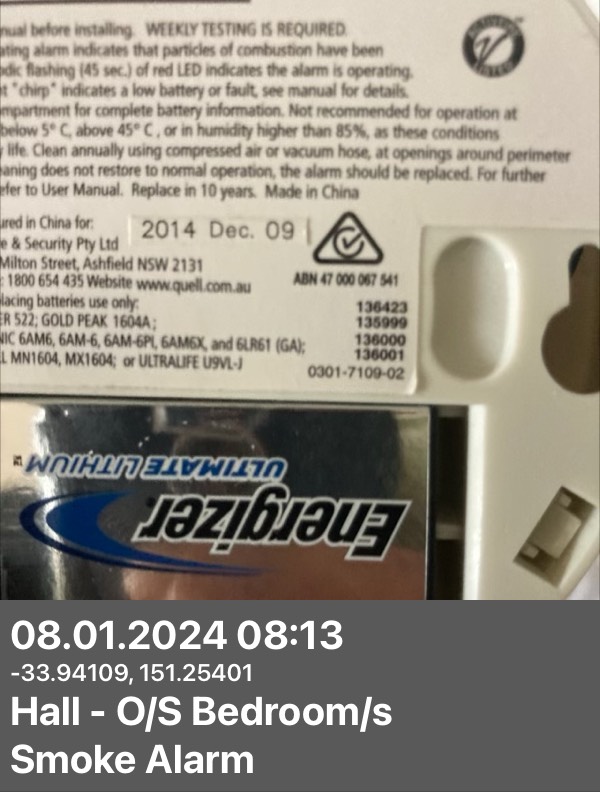 nual before installing. WEEKLY TESTING IS REQUIRED.
ating alarm indicates that particles of combustion have been
dic flashing (45 sec.) of red LED indicates the alarm is operating.
t "chirp" indicates a low battery or fault, see manual for details.
mpartment for complete battery information. Not recommended for operation at
below 5° C, above 45° C, or in humidity higher than 85%, as these conditions
life. Clean annually using compressed air or vacuum hose, at openings around perimeter
aning does not restore to normal operation, the alarm should be replaced. For further
efer to User Manual. Replace in 10 years. Made in China
ured in China for:
2014 Dec. 09
e & Security Pty Ltd
Milton Street, Ashfield NSW 2131
: 1800 654 435 Website www.quell.com.au
ABN 47 000 067 541
lacing batteries use only:
ER 522; GOLD PEAK 1604A;
NIC 6AM6, 6AM-6, 6AM-6PI, 6AM6X, and 6LR61 (GA);
L MN1604, MX1604; or ULTRALIFE U9VL-J
136423
135999
136000
136001
0301-7109-02
Energizer
ULTIMATE LITHIUM
08.01.2024 08:13
-33.94109, 151.25401
Hall - O/S Bedroom/s
Smoke Alarm